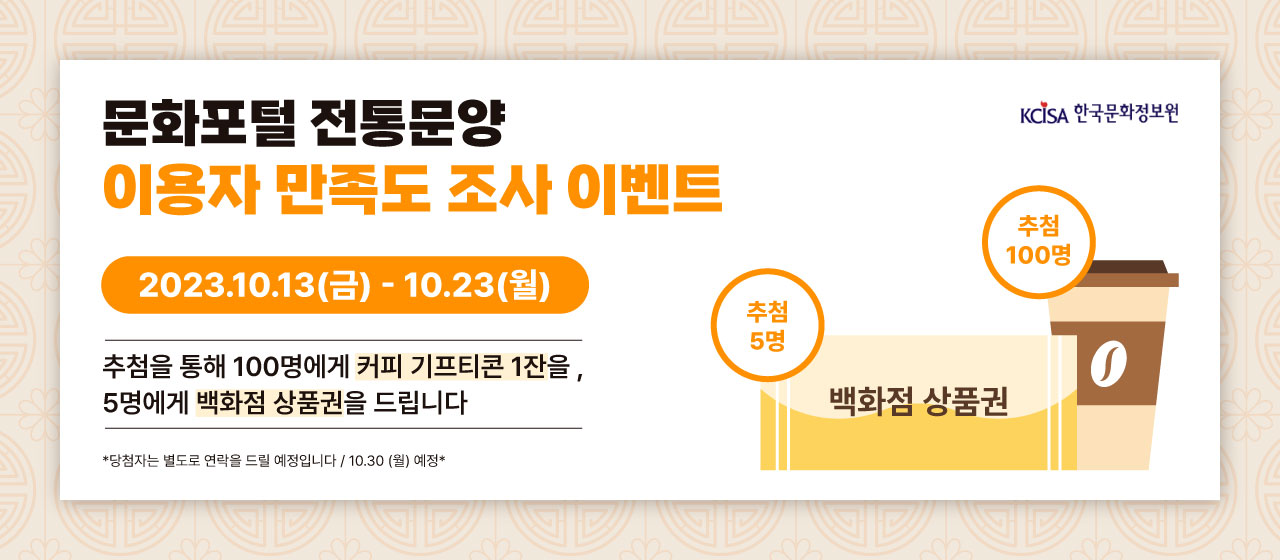 문화포털 전통문양
이용자 만족도 조사 이벤트
KCISA 한국문화정보원
2023.10.13(금) - 10.23(월)
추첨을 통해 100명에게 커피 기프티콘 1잔을 ,
5명에게 백화점 상품권을 드립니다
*당첨자는 별도로 연락을 드릴 예정입니다 / 10.30 (월) 예정*
추첨
100명
추첨
5명
백화점 상품권